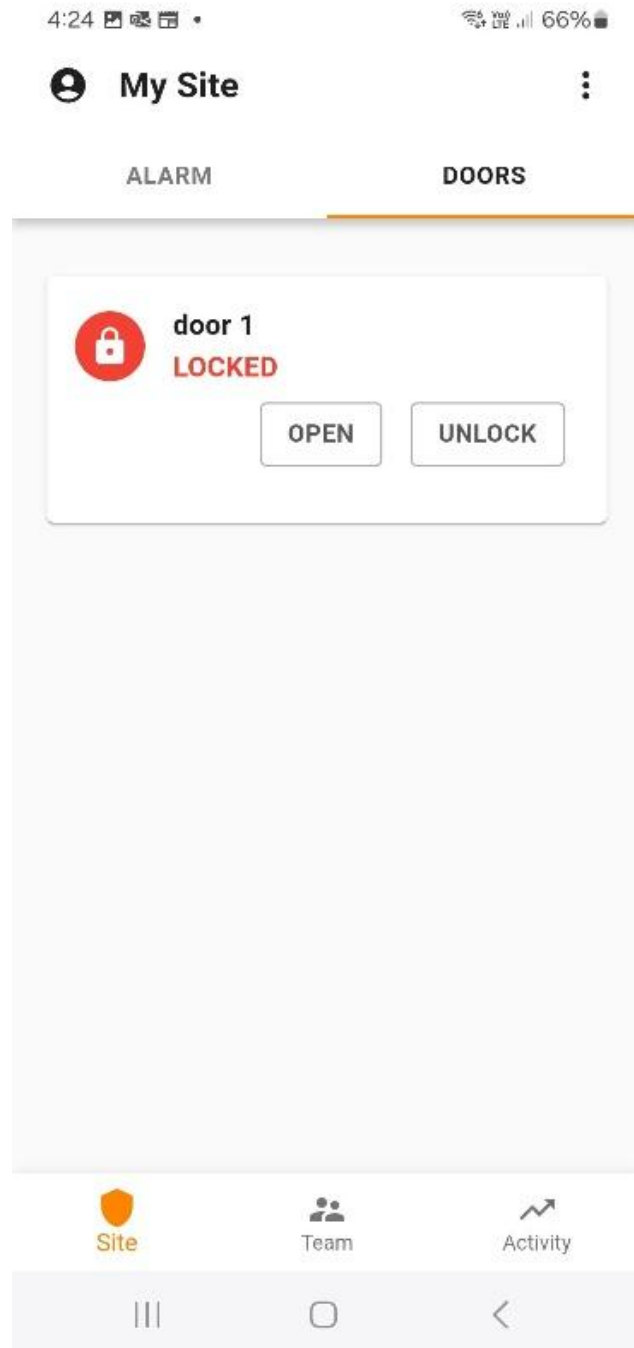 4:24 66%
My Site
ALARM DOORS
door 1
LOCKED
OPEN UNLOCK
Site Team Activity